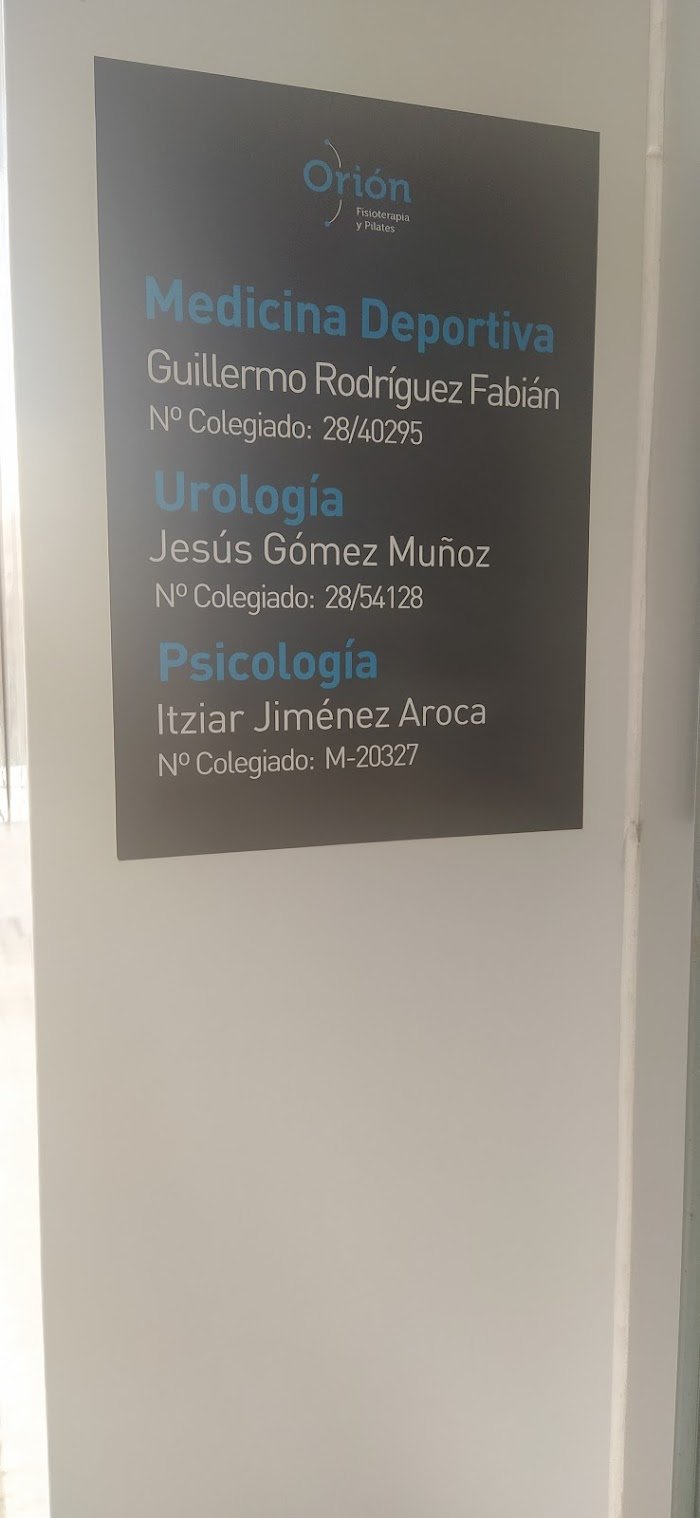 Orión
Fisioterapia
y Pilates
Medicina Deportiva
Guillermo Rodríguez Fabián
Nº Colegiado: 28/40295
Urología
Jesús Gómez Muñoz
Nº Colegiado: 28/54128
Psicología
Itziar Jiménez Aroca
Nº Colegiado: M-20327